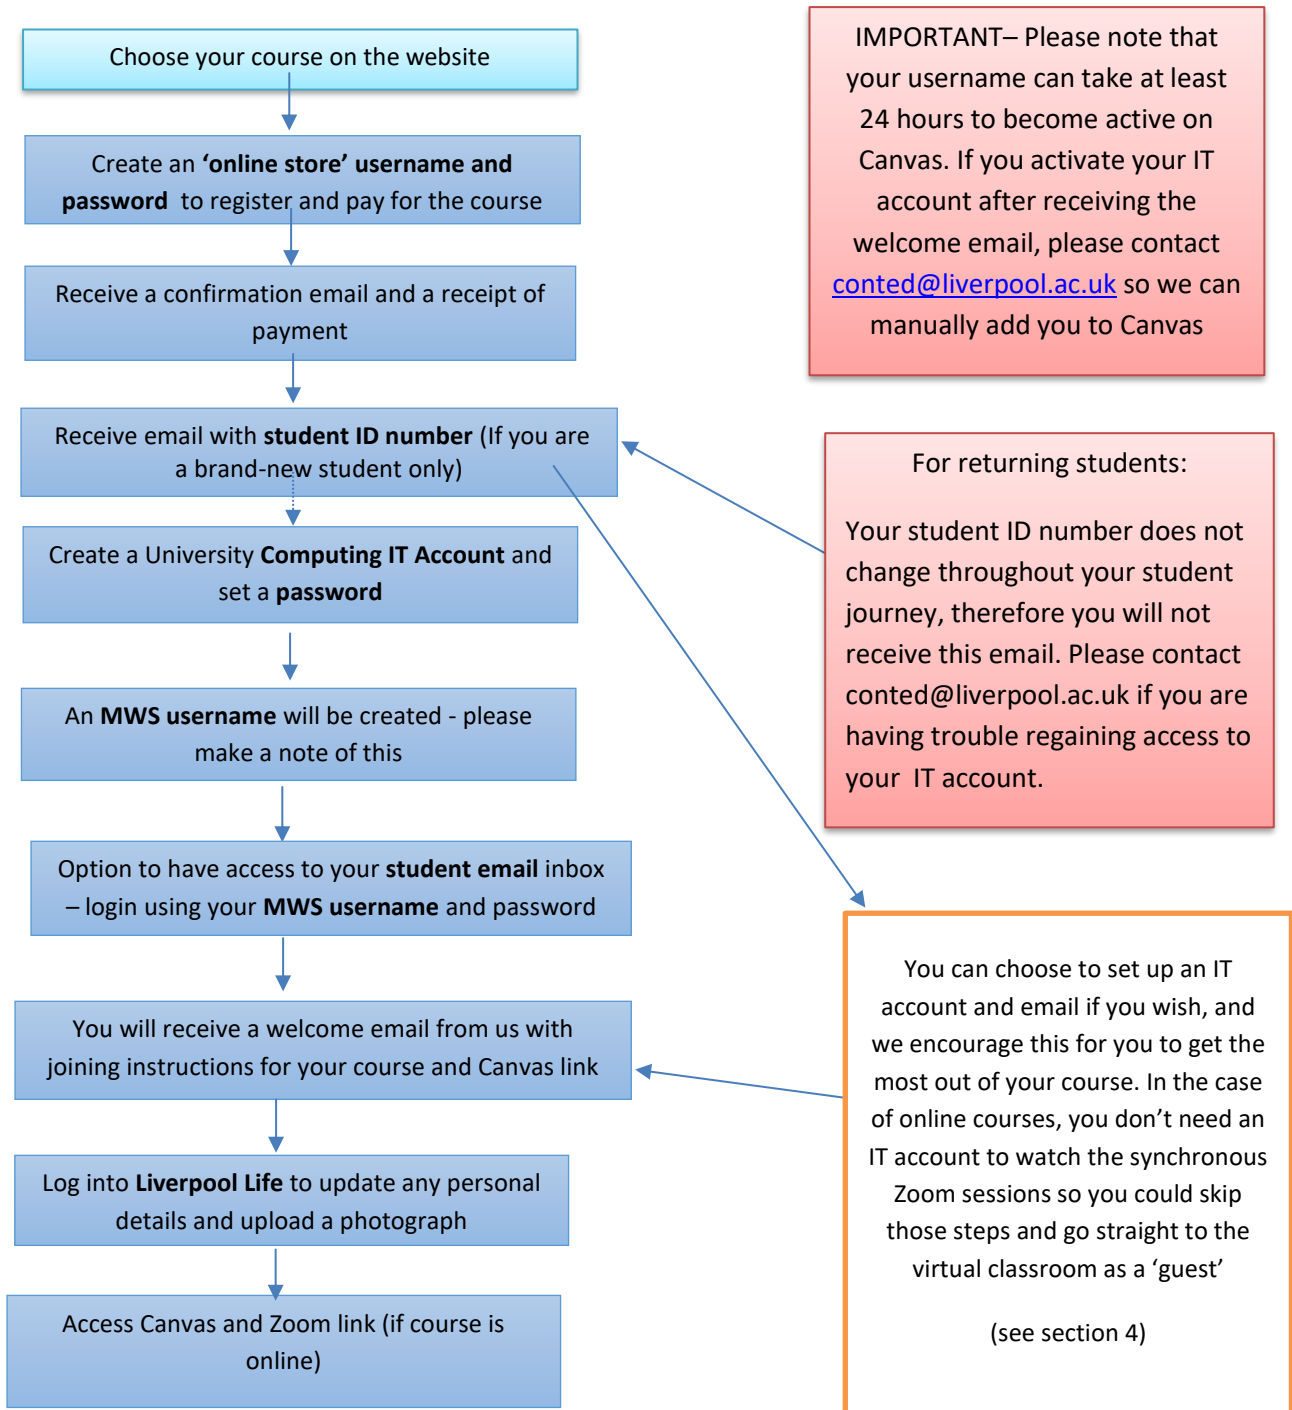 Choose your course on the website
Create an ‘online store’ username and
password  to register and pay for the course
Receive a confirmation email and a receipt of
payment
Receive email with student ID number (If you are
a brand-new student only)
Create a University Computing IT Account and
set a password
An MWS username will be created - please
make a note of this
Option to have access to your student email inbox
– login using your MWS username and password
You will receive a welcome email from us with
joining instructions for your course and Canvas link
Log into Liverpool Life to update any personal
details and upload a photograph
Access Canvas and Zoom link (if course is
online)
IMPORTANT– Please note that
your username can take at least
24 hours to become active on
Canvas. If you activate your IT
account after receiving the
welcome email, please contact
conted@liverpool.ac.uk so we can
manually add you to Canvas
For returning students:
Your student ID number does not
change throughout your student
journey, therefore you will not
receive this email. Please contact
conted@liverpool.ac.uk if you are
having trouble regaining access to
your  IT account.
You can choose to set up an IT
account and email if you wish, and
we encourage this for you to get the
most out of your course. In the case
of online courses, you don’t need an
IT account to watch the synchronous
Zoom sessions so you could skip
those steps and go straight to the
virtual classroom as a ‘guest’
(see section 4)